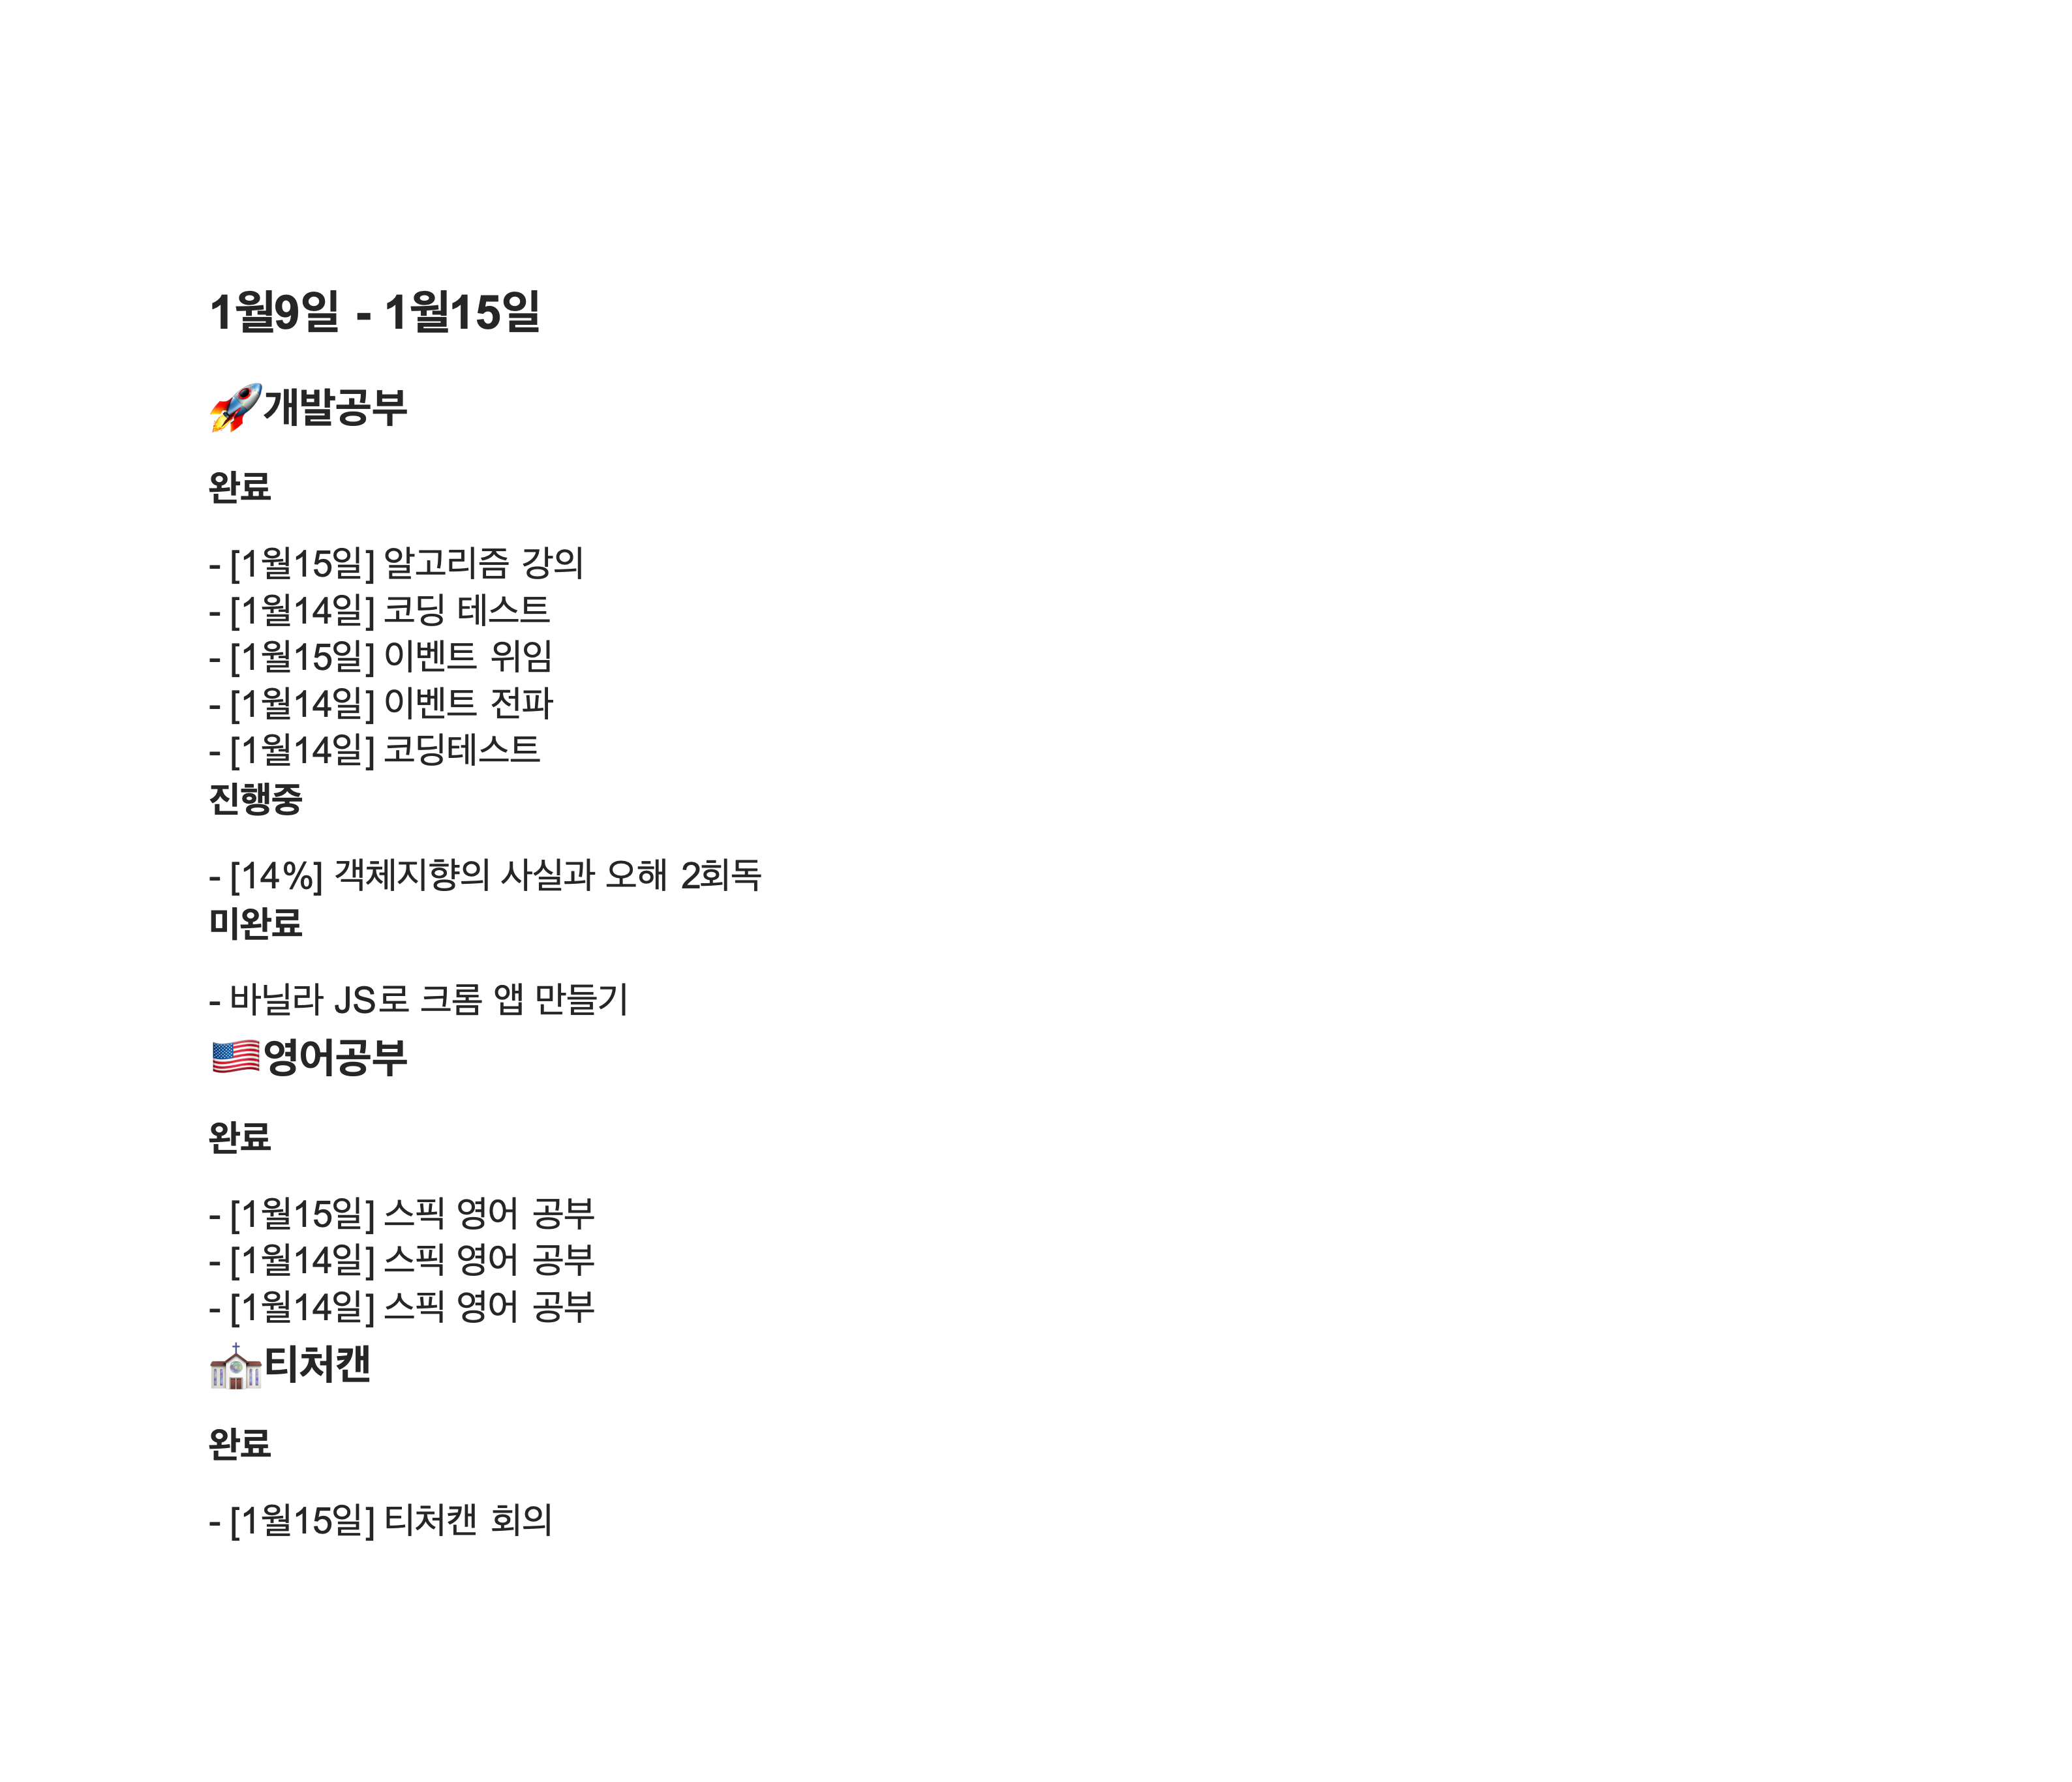 1월9일 - 1월15일
🚀개발공부
완료
- [1월15일] 알고리즘 강의
- [1월14일] 코딩 테스트
- [1월15일] 이벤트 위임
- [1월14일] 이벤트 전파
- [1월14일] 코딩테스트
진행중
- [14%] 객체지향의 사실과 오해 2회독
미완료
- 바닐라 JS로 크롬 앱 만들기
🇺🇸영어공부
완료
- [1월15일] 스픽 영어 공부
- [1월14일] 스픽 영어 공부
- [1월14일] 스픽 영어 공부
⛪티처캔
완료
- [1월15일] 티처캔 회의